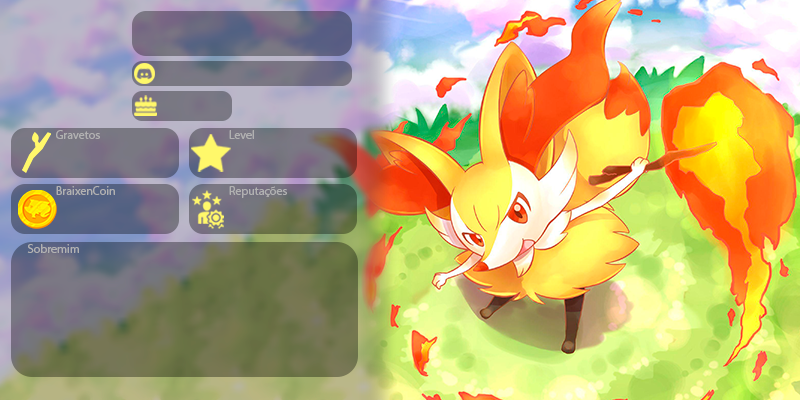 Gravetos
Level
BraixenCoin
Reputações
Sobremim